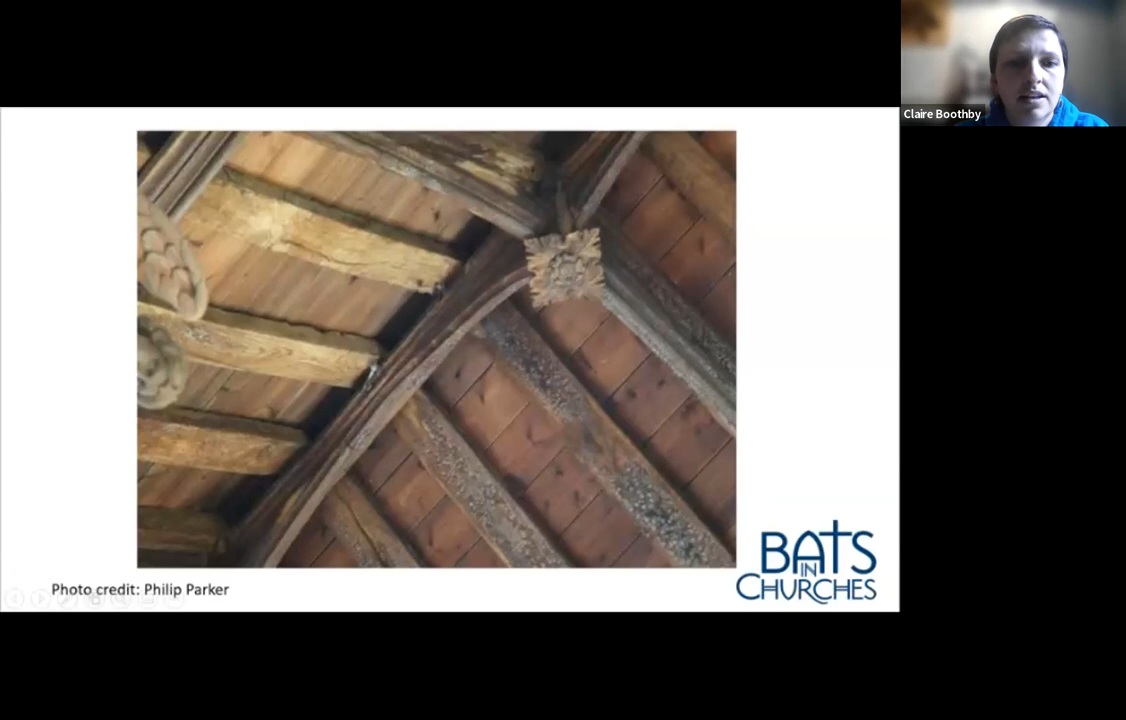 Claire Boothby
Photo credit: Philip Parker
BATS
IN
CHURCHES